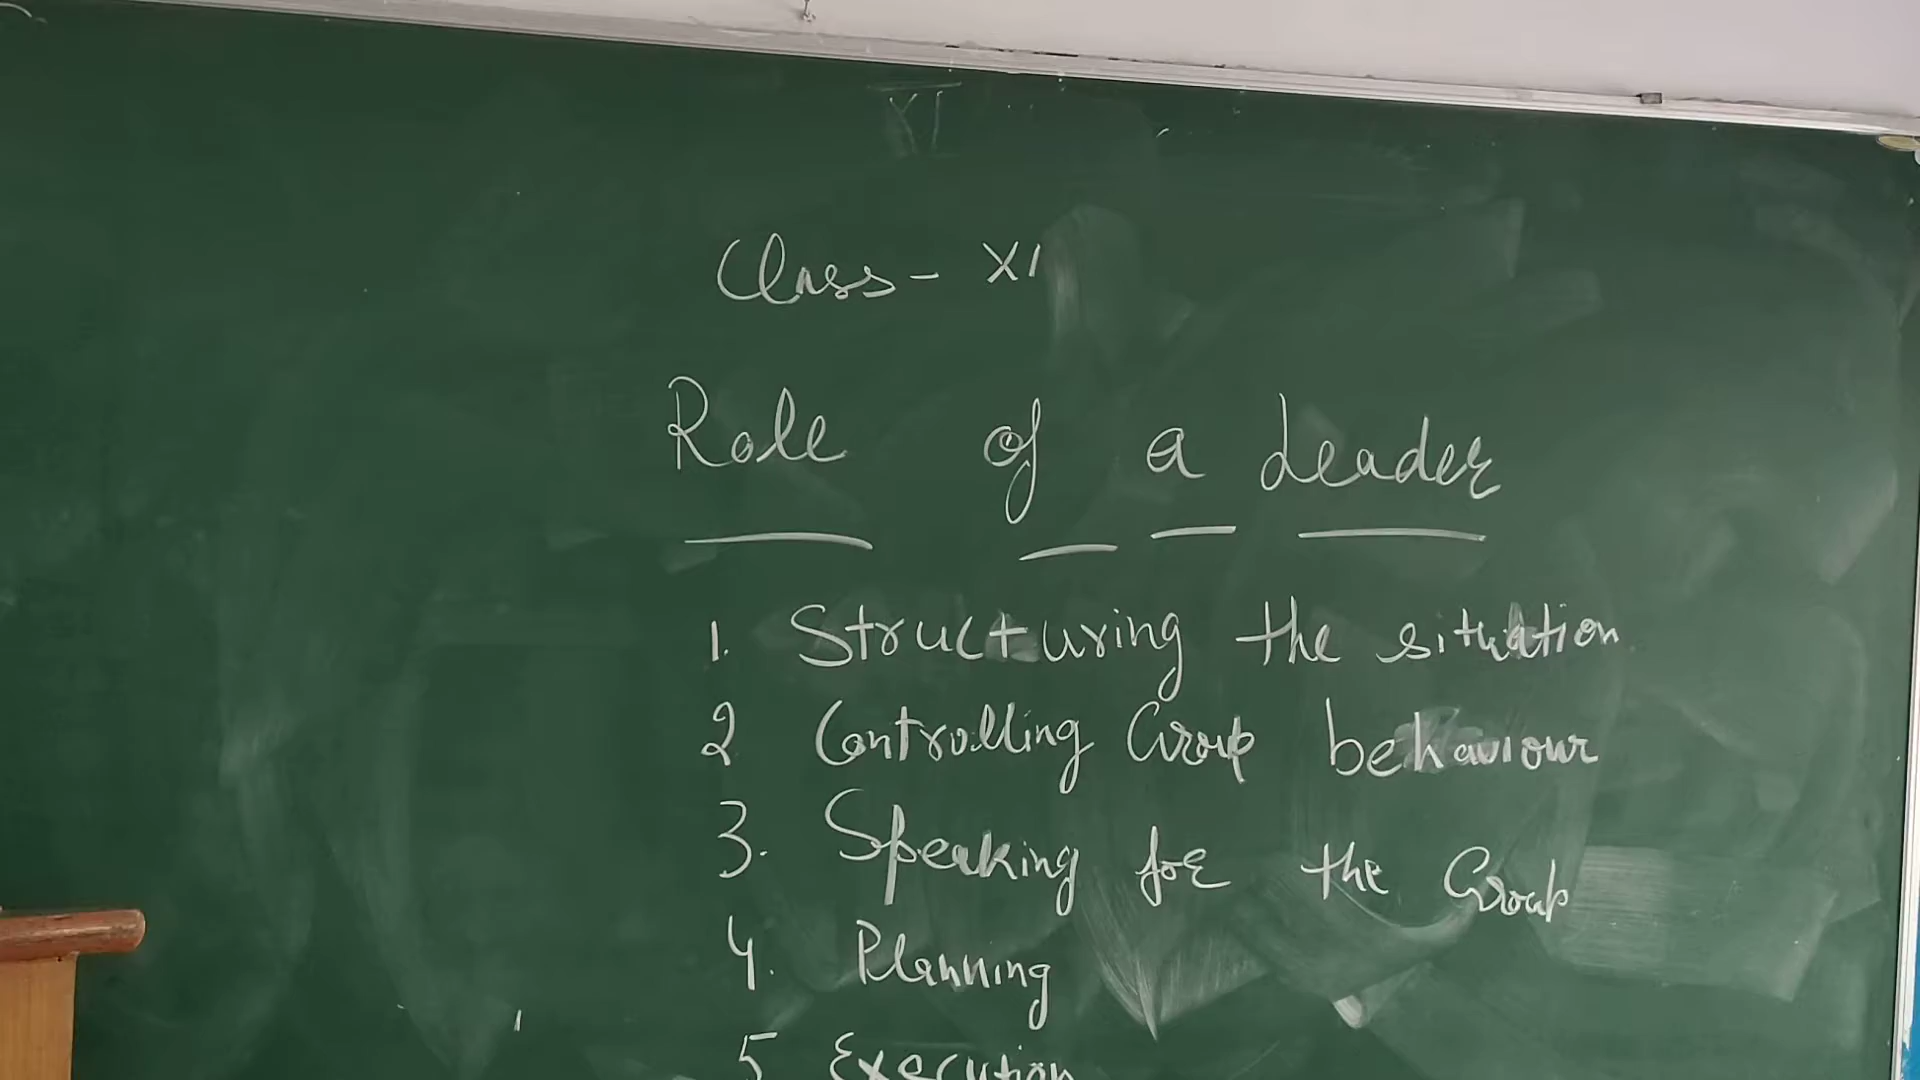 XI
Class - XI
Role of a Leader
1. Structuring the situation
2 Controlling Group behaviour
3. Speaking for the Group
4. Planning
5 Execution